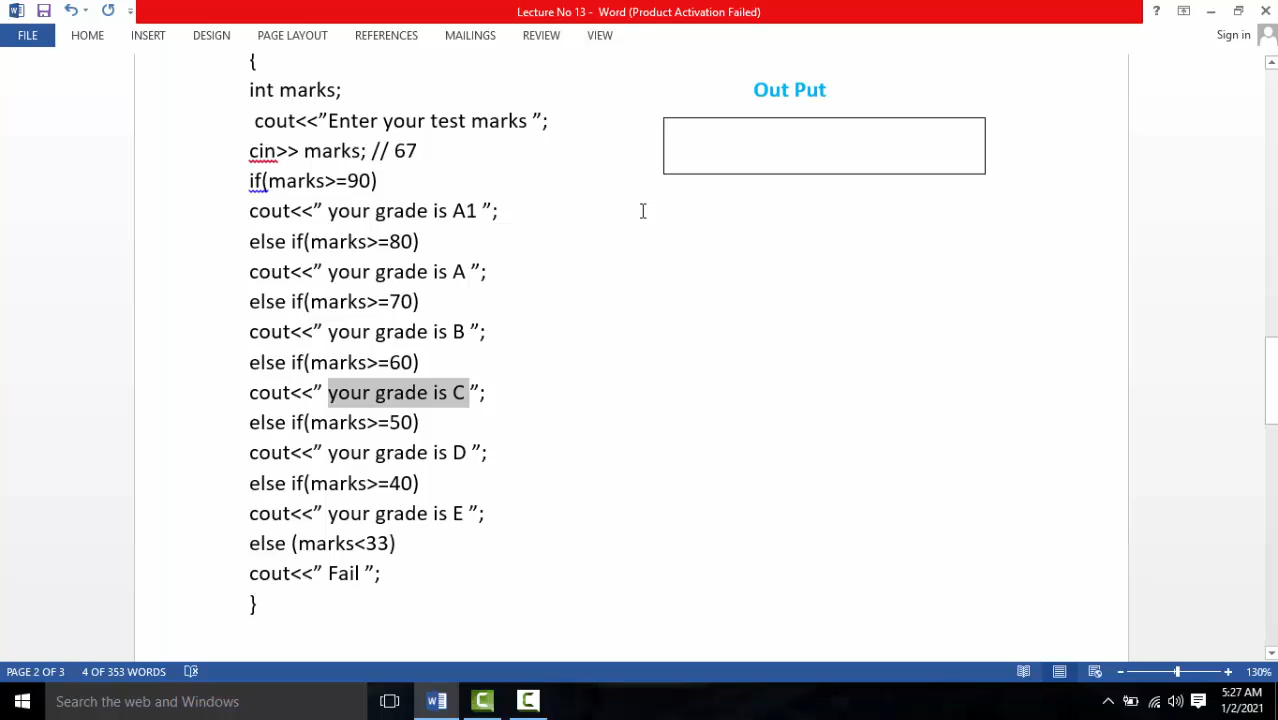 Lecture No 13 - Word (Product Activation Failed)
FILE HOME INSERT DESIGN PAGE LAYOUT REFERENCES MAILINGS REVIEW VIEW Sign in
{
int marks;
cout<<”Enter your test marks ”;
cin>> marks; // 67
if(marks>=90)
cout<<” your grade is A1 ”;
else if(marks>=80)
cout<<” your grade is A ”;
else if(marks>=70)
cout<<” your grade is B ”;
else if(marks>=60)
cout<<” your grade is C ”;
else if(marks>=50)
cout<<” your grade is D ”;
else if(marks>=40)
cout<<” your grade is E ”;
else (marks<33)
cout<<” Fail ”;
}
Out Put
PAGE 2 OF 3 4 OF 353 WORDS 130%
Search the web and Windows
5:27 AM
1/2/2021